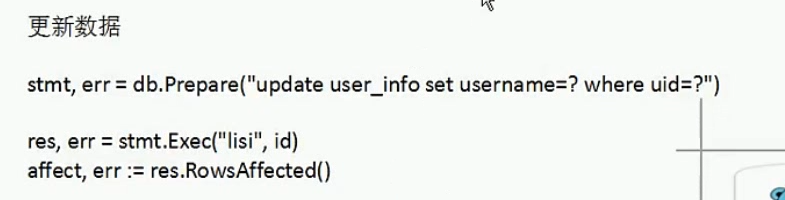 更新数据
stmt, err = db.Prepare("update user_info set username=? where uid=?")
res, err = stmt.Exec("lisi", id)
affect, err := res.RowsAffected()